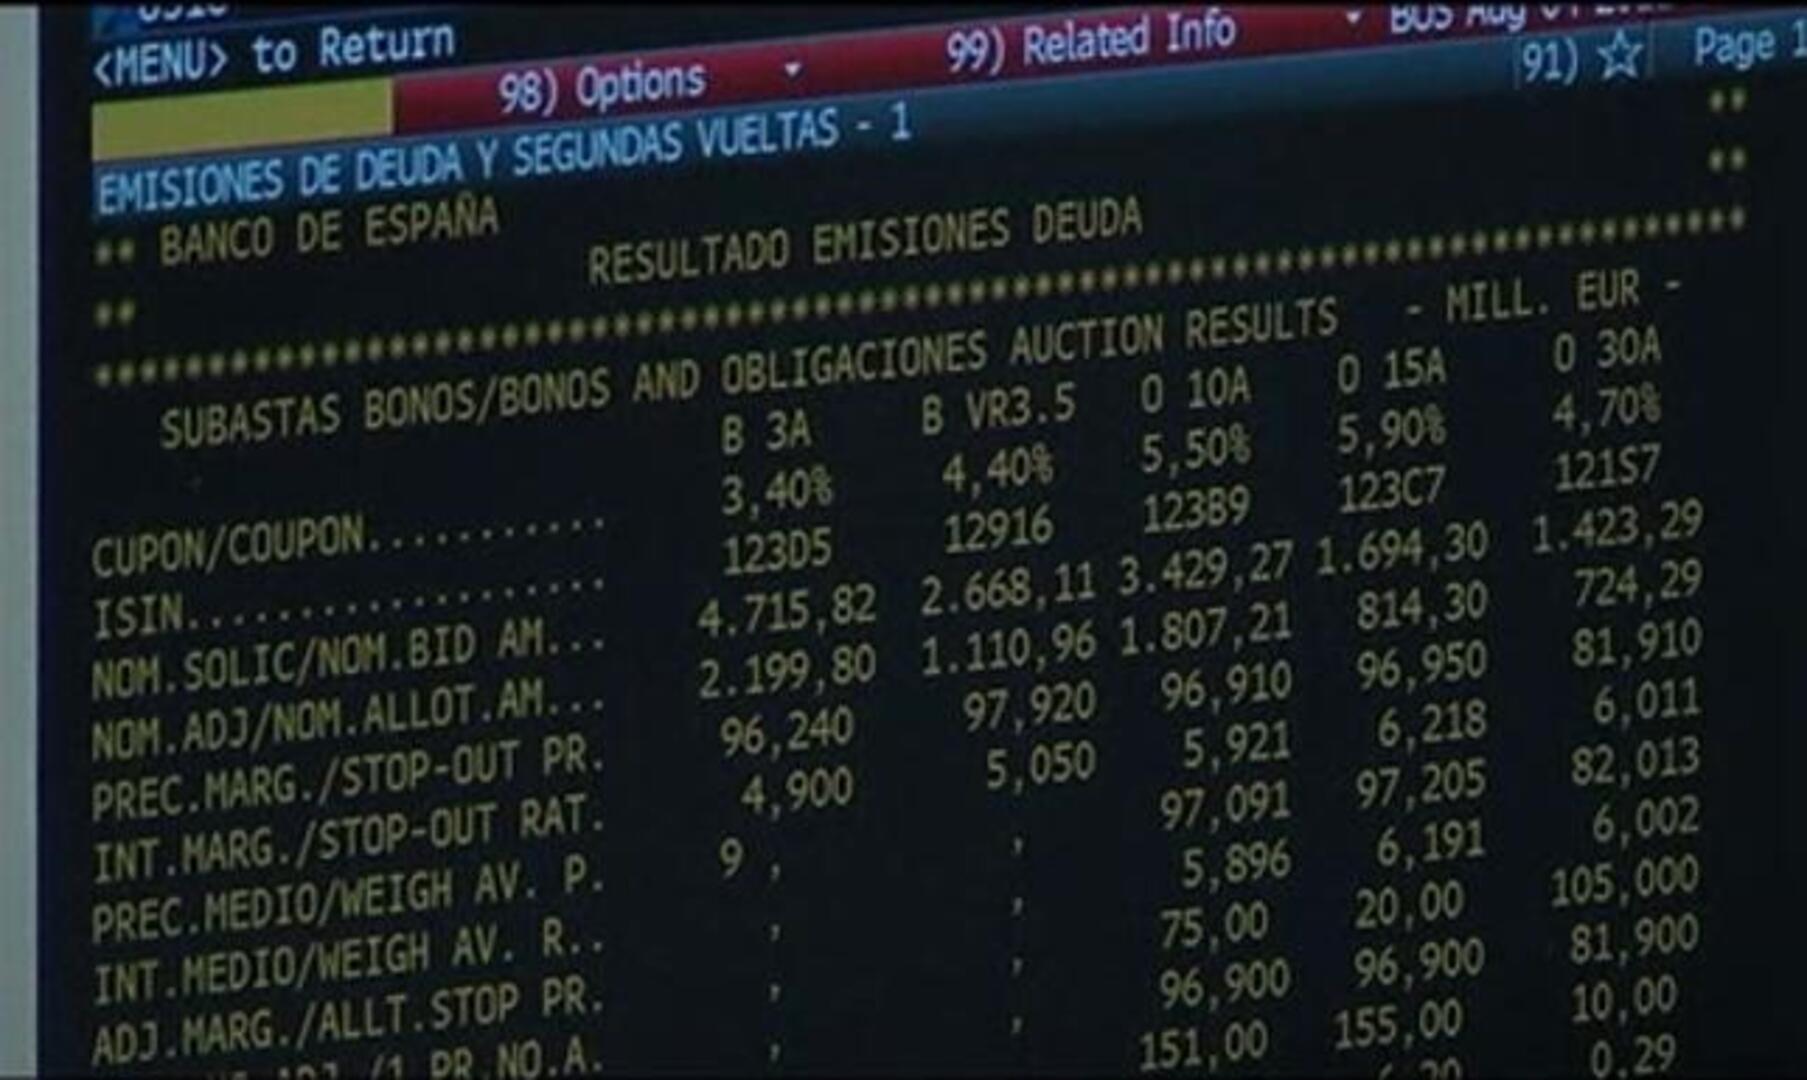 <MENU> to Return
98) Options 99) Related Info BOS Aug
91) ☆ Page 1
EMISIONES DE DEUDA Y SEGUNDAS VUELTAS - 1
** BANCO DE ESPAÑA **
** RESULTADO EMISIONES DEUDA **
SUBASTAS BONOS/BONOS AND OBLIGACIONES AUCTION RESULTS - MILL. EUR -
B 3A B VR3.5 O 10A O 15A O 30A
CUPON/COUPON........... 3,40% 4,40% 5,50% 5,90% 4,70%
ISIN................... 123D5 12916 123B9 123C7 121S7
NOM.SOLIC/NOM.BID AM... 4.715,82 2.668,11 3.429,27 1.694,30 1.423,29
NOM.ADJ/NOM.ALLOT.AM... 2.199,80 1.110,96 1.807,21 814,30 724,29
PREC.MARG./STOP-OUT PR. 96,240 97,920 96,910 96,950 81,910
INT.MARG./STOP-OUT RAT. 4,900 5,050 5,921 6,218 6,011
PREC.MEDIO/WEIGH AV. P. 9 , , 97,091 97,205 82,013
INT.MEDIO/WEIGH AV. R.. , , 5,896 6,191 6,002
ADJ.MARG./ALLT.STOP PR. , , 75,00 20,00 105,000
/1 PR.NO.A. , , 96,900 96,900 81,900
151,00 155,00 10,00
0,29